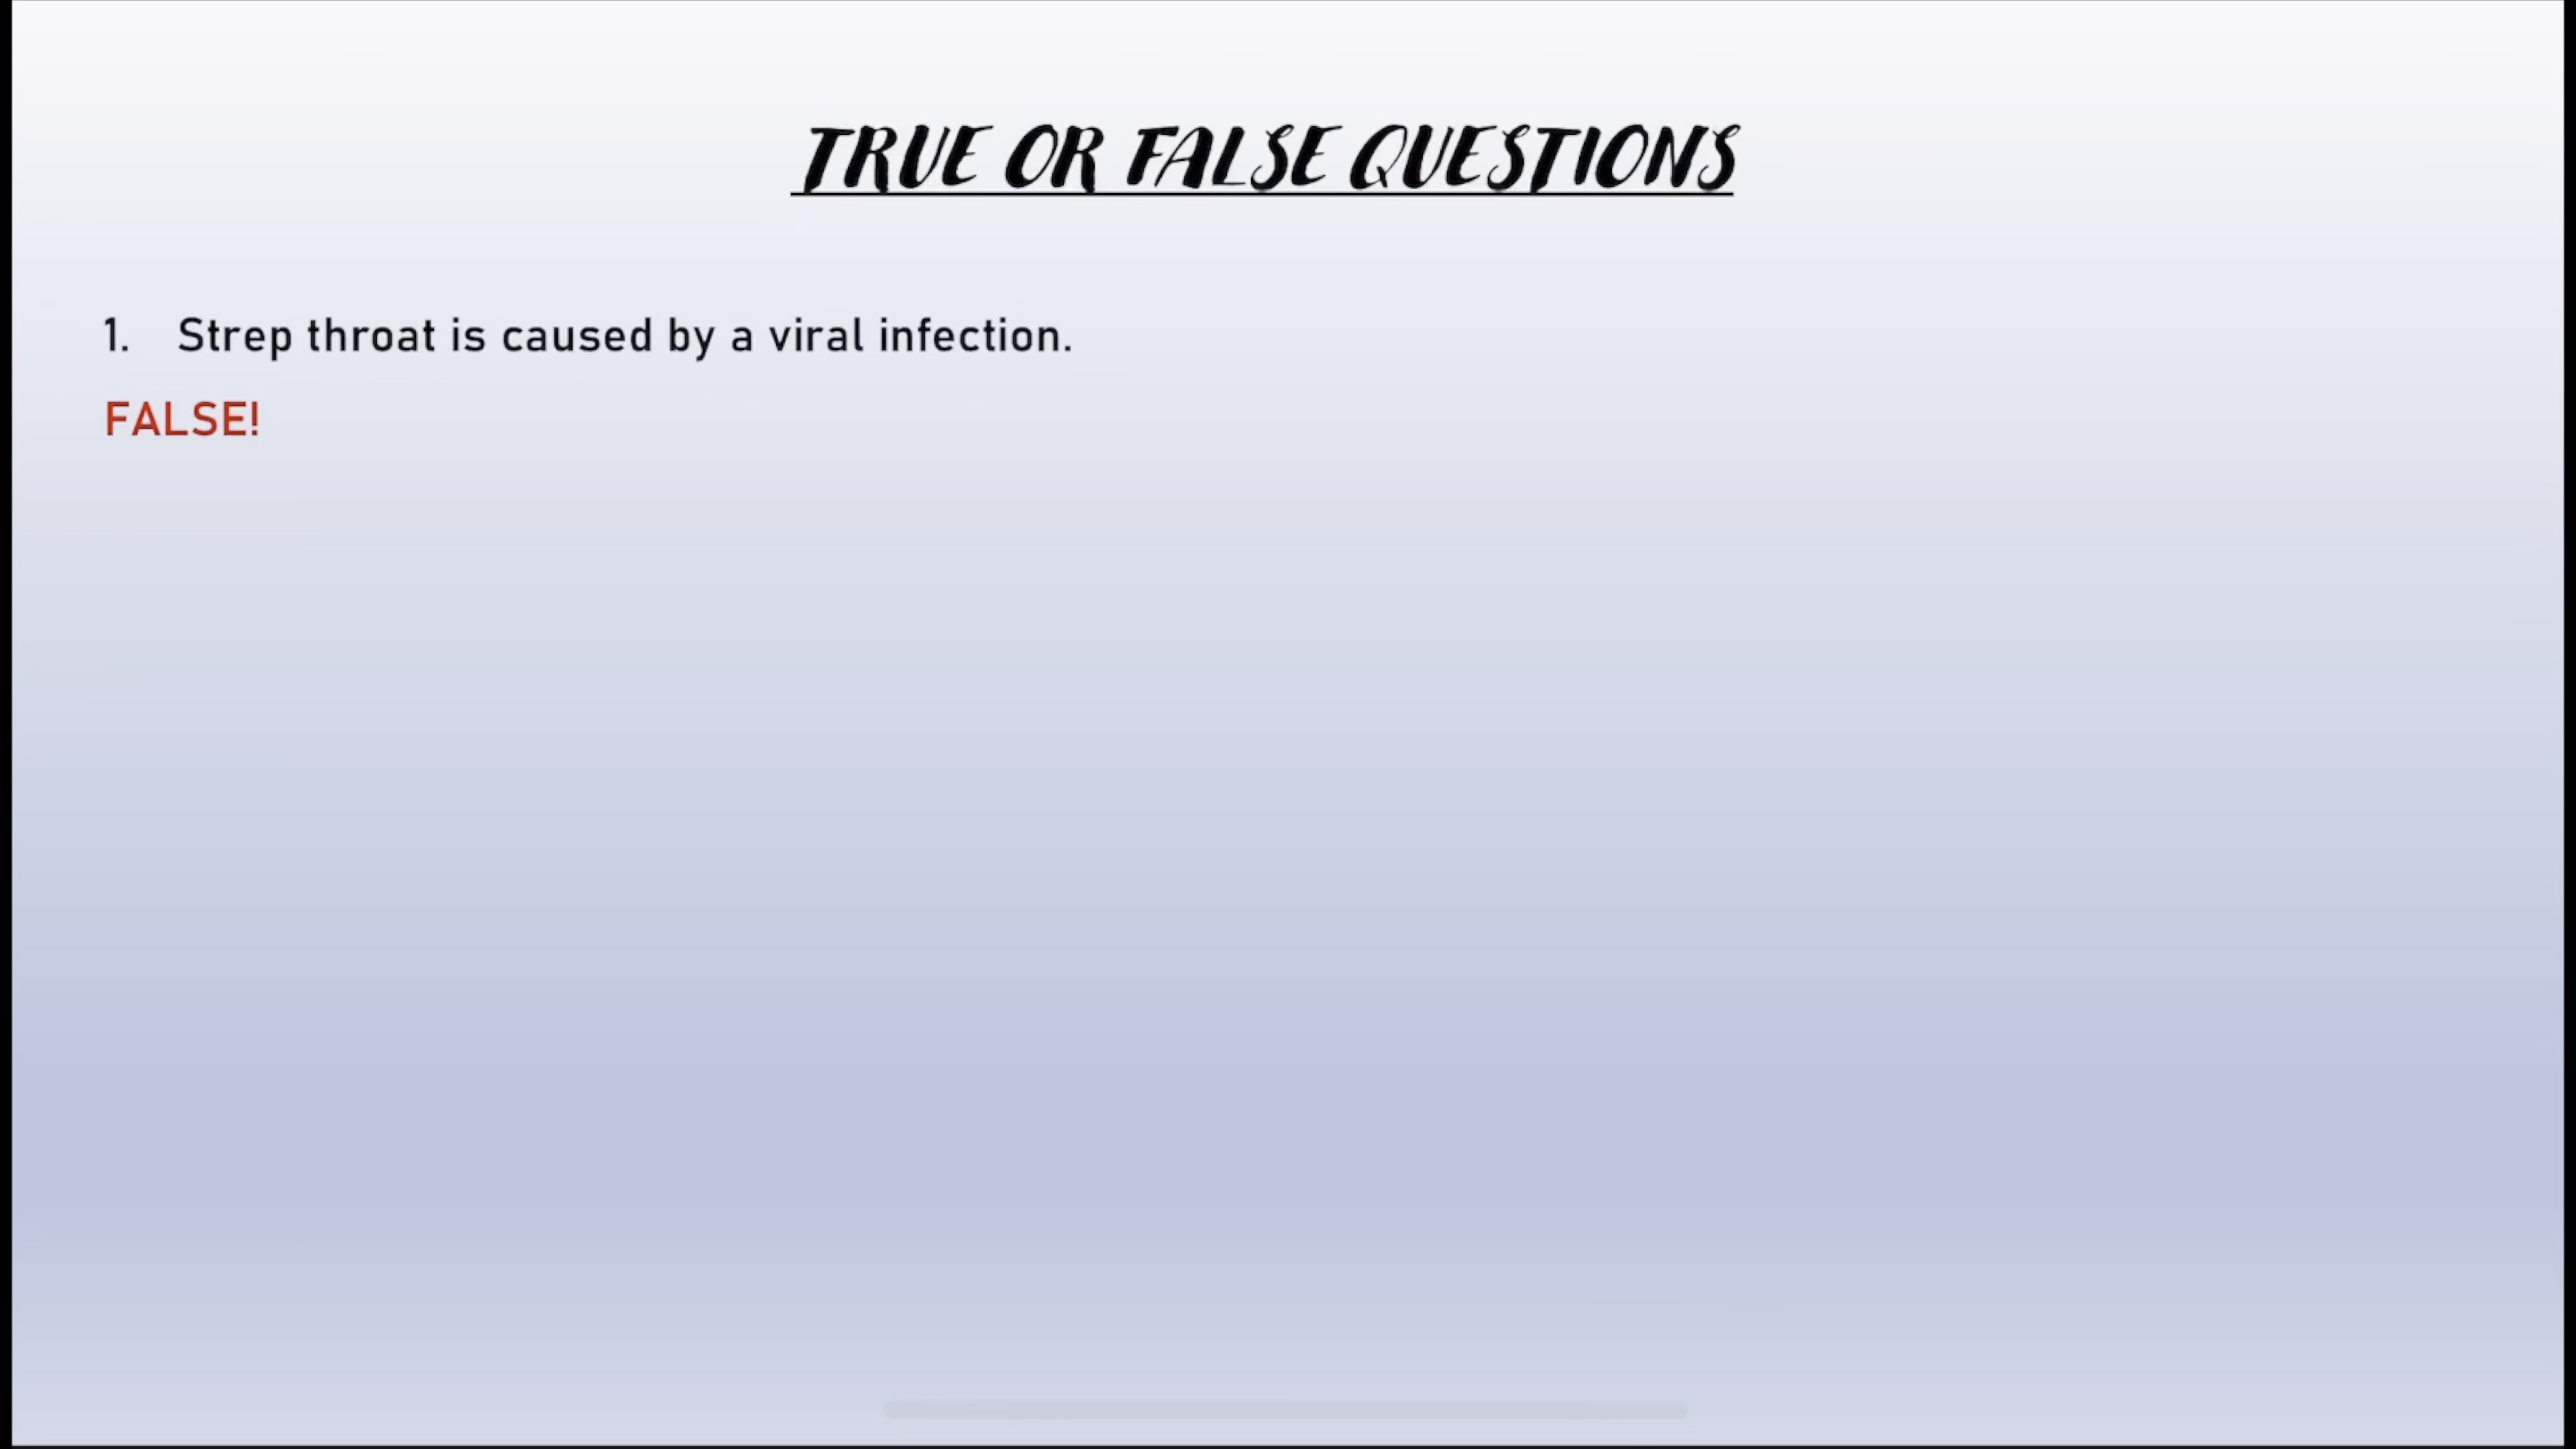 TRUE OR FALSE QUESTIONS
1. Strep throat is caused by a viral infection.
FALSE!